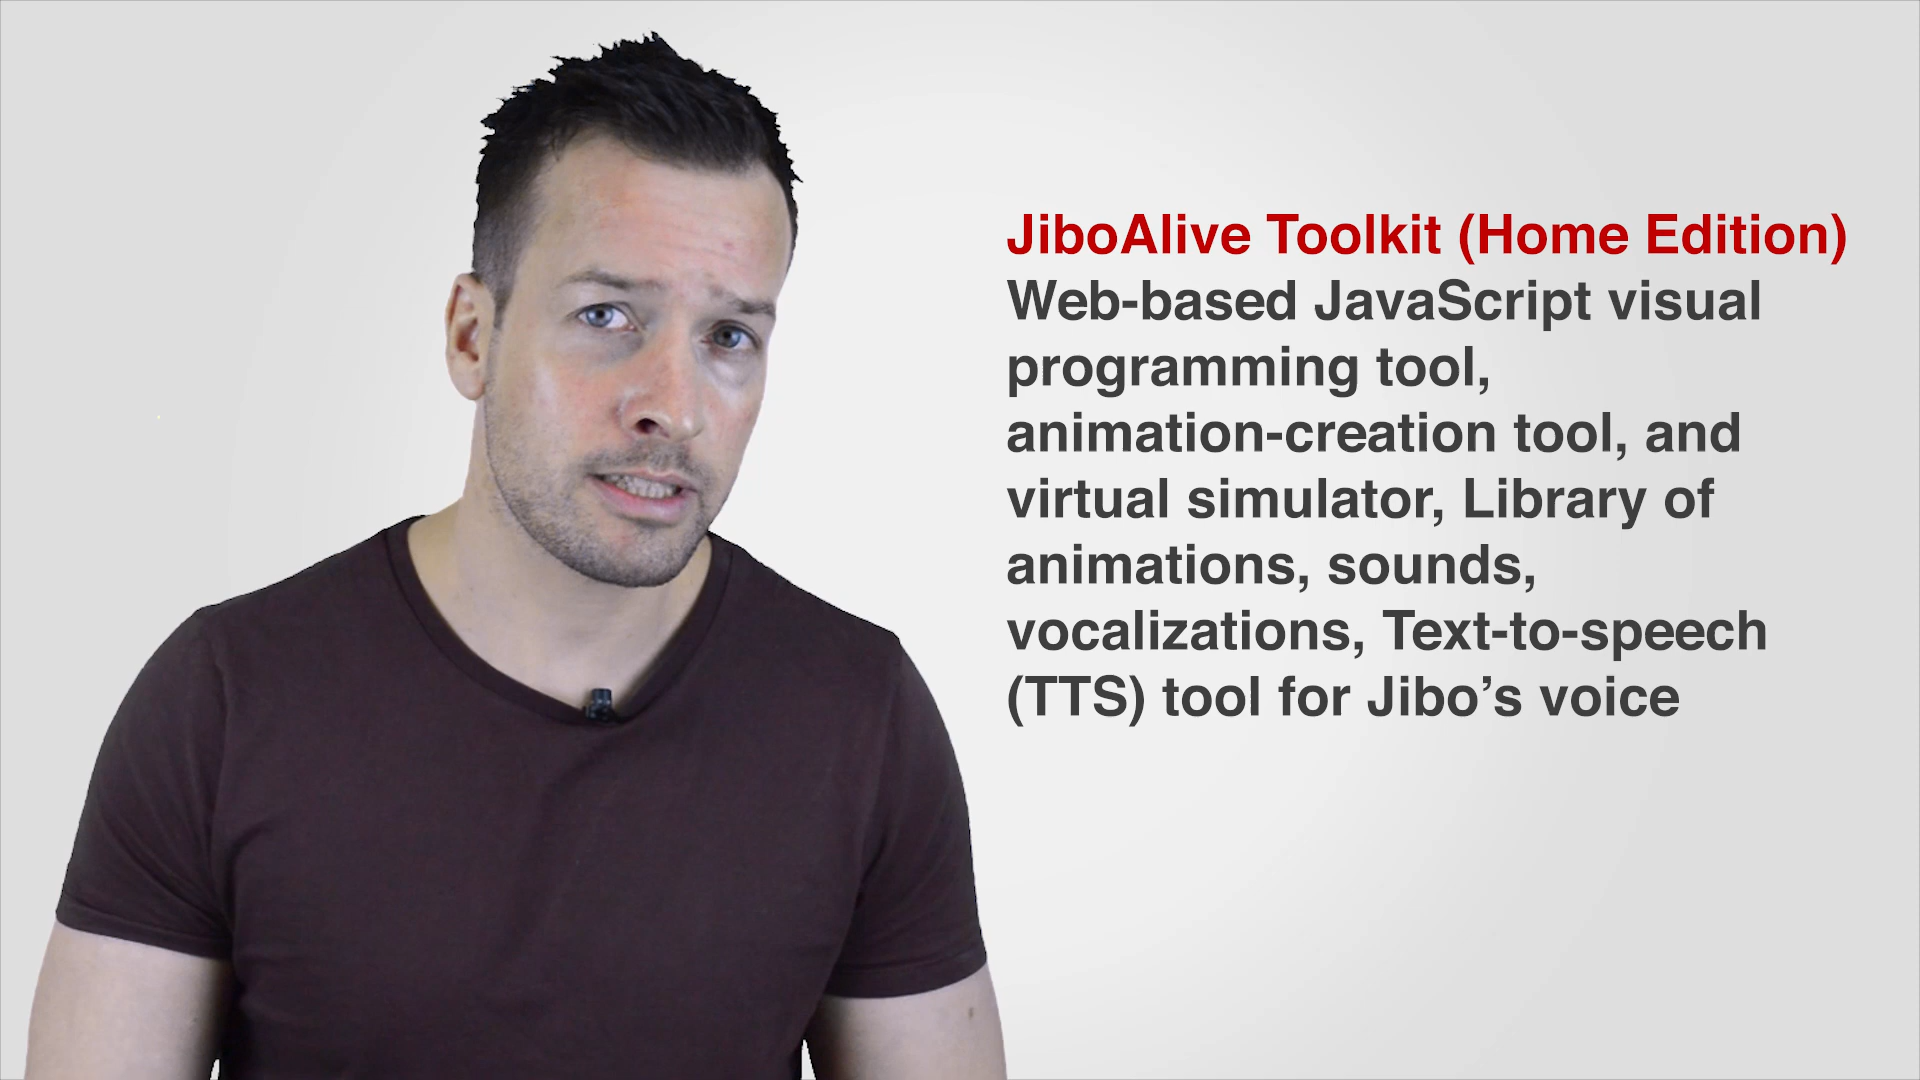 JiboAlive Toolkit (Home Edition)
Web-based JavaScript visual
programming tool,
animation-creation tool, and
virtual simulator, Library of
animations, sounds,
vocalizations, Text-to-speech
(TTS) tool for Jibo’s voice